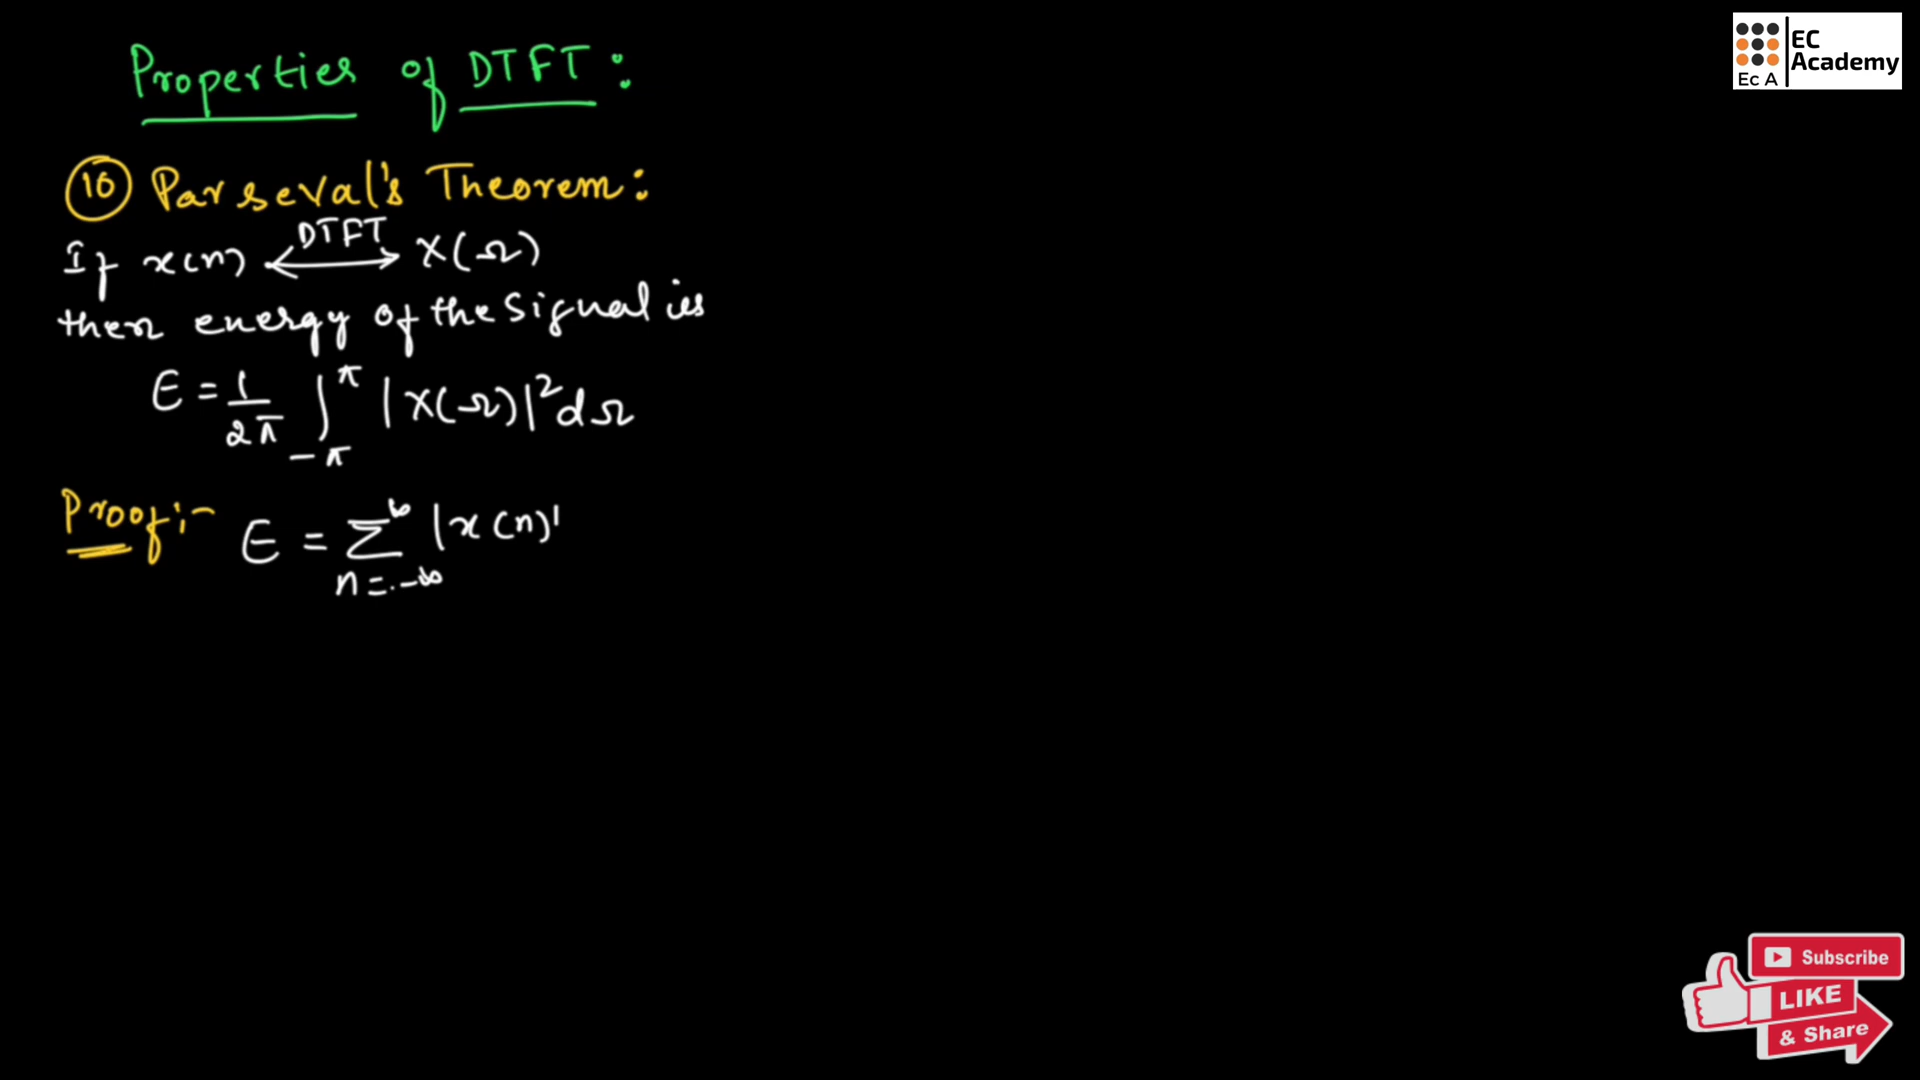 Properties of DTFT:
EC
Academy
Ec A
10 Parseval's Theorem:
If x(n) DTFT⟷ X(Ω)
then energy of the Signal is
E = 1/2π ∫_{-π}^{π} |X(Ω)|² dΩ
Proof:- E = Σ_{n=-∞}^{∞} |x(n)|
Subscribe
LIKE
& Share